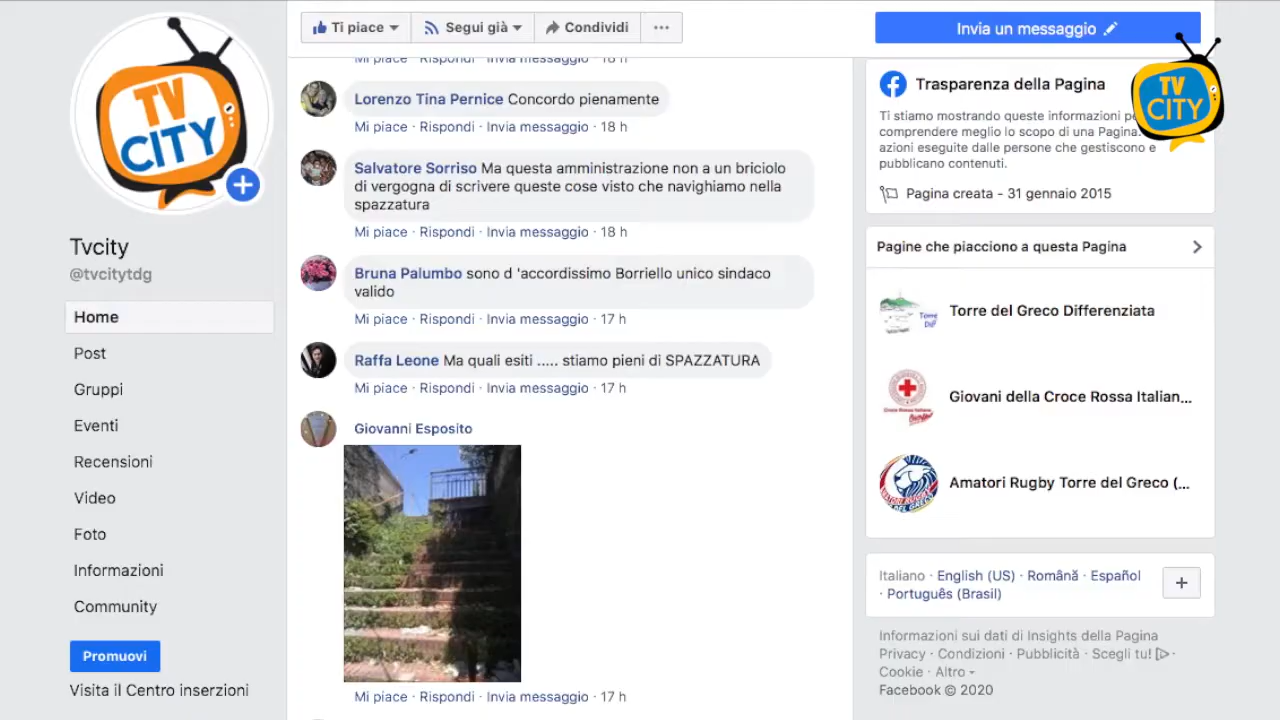 TV
CITY
Tvcity
@tvcitytdg
Home
Post
Gruppi
Eventi
Recensioni
Video
Foto
Informazioni
Community
Promuovi
Visita il Centro inserzioni
Ti piace
Segui già
Condividi
Mi piace · Rispondi · Invia messaggio · 18 h
Lorenzo Tina Pernice Concordo pienamente
Mi piace · Rispondi · Invia messaggio · 18 h
Salvatore Sorriso Ma questa amministrazione non a un briciolo
di vergogna di scrivere queste cose visto che navighiamo nella
spazzatura
Mi piace · Rispondi · Invia messaggio · 18 h
Bruna Palumbo sono d 'accordissimo Borriello unico sindaco
valido
Mi piace · Rispondi · Invia messaggio · 17 h
Raffa Leone Ma quali esiti ..... stiamo pieni di SPAZZATURA
Mi piace · Rispondi · Invia messaggio · 17 h
Giovanni Esposito
Mi piace · Rispondi · Invia messaggio · 17 h
Invia un messaggio
TV
CITY
Trasparenza della Pagina
Ti stiamo mostrando queste informazioni
comprendere meglio lo scopo di una Pagina.
azioni eseguite dalle persone che gestiscono e
pubblicano contenuti.
Pagina creata - 31 gennaio 2015
Pagine che piacciono a questa Pagina
Torre del Greco Differenziata
Giovani della Croce Rossa Italian...
Amatori Rugby Torre del Greco (...
Italiano · English (US) · Română · Español
· Português (Brasil)
Informazioni sui dati di Insights della Pagina
Privacy · Condizioni · Pubblicità · Scegli tu! ·
Cookie · Altro
Facebook © 2020